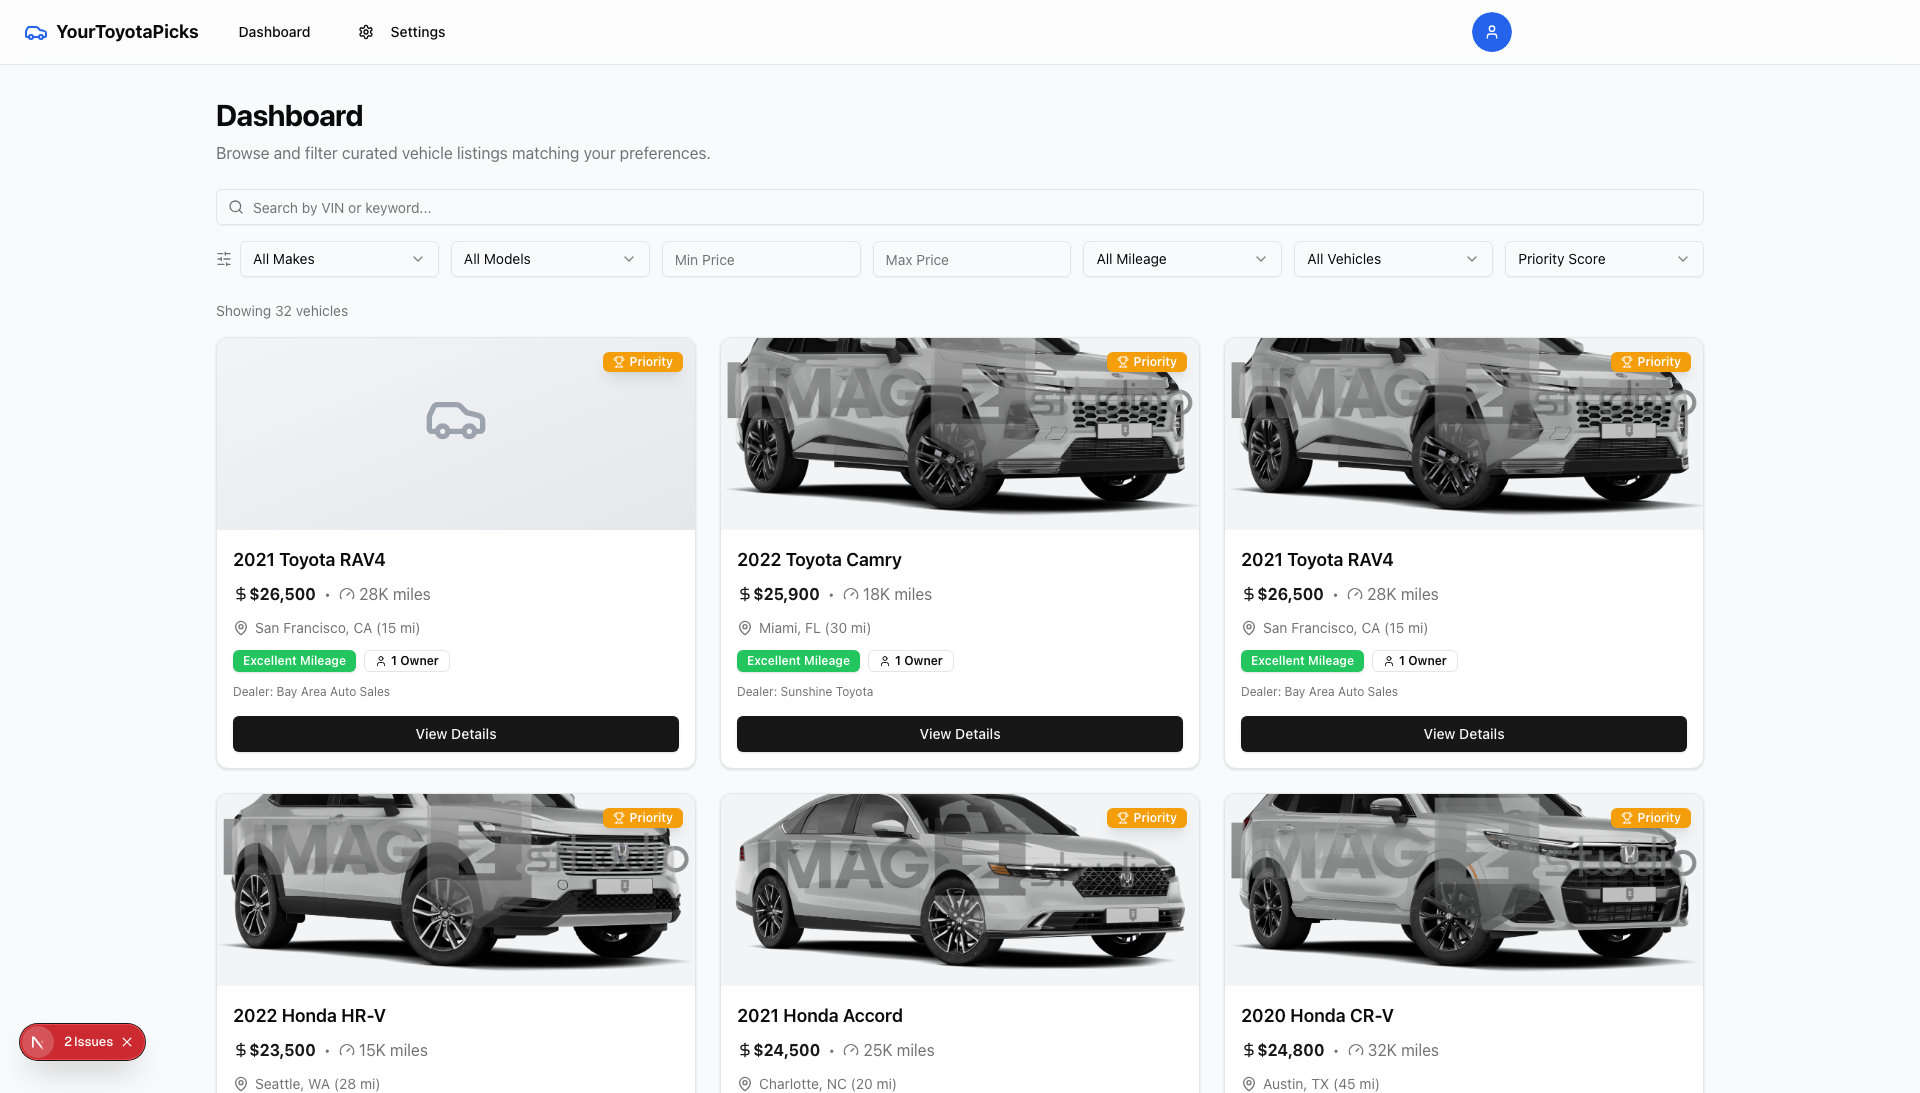 YourToyotaPicks Dashboard Settings
Dashboard
Browse and filter curated vehicle listings matching your preferences.
Search by VIN or keyword...
All Makes All Models Min Price Max Price All Mileage All Vehicles Priority Score
Showing 32 vehicles
Priority
IMAGE studio
Priority
IMAGE studio
Priority
2021 Toyota RAV4
$ $26,500 • 28K miles
San Francisco, CA (15 mi)
Excellent Mileage 1 Owner
Dealer: Bay Area Auto Sales
View Details
2022 Toyota Camry
$ $25,900 • 18K miles
Miami, FL (30 mi)
Excellent Mileage 1 Owner
Dealer: Sunshine Toyota
View Details
2021 Toyota RAV4
$ $26,500 • 28K miles
San Francisco, CA (15 mi)
Excellent Mileage 1 Owner
Dealer: Bay Area Auto Sales
View Details
IMAGE studio
Priority
IMAGE studio
Priority
IMAGE studio
Priority
2022 Honda HR-V
$ $23,500 • 15K miles
Seattle, WA (28 mi)
2021 Honda Accord
$ $24,500 • 25K miles
Charlotte, NC (20 mi)
2020 Honda CR-V
$ $24,800 • 32K miles
Austin, TX (45 mi)
N 2 Issues